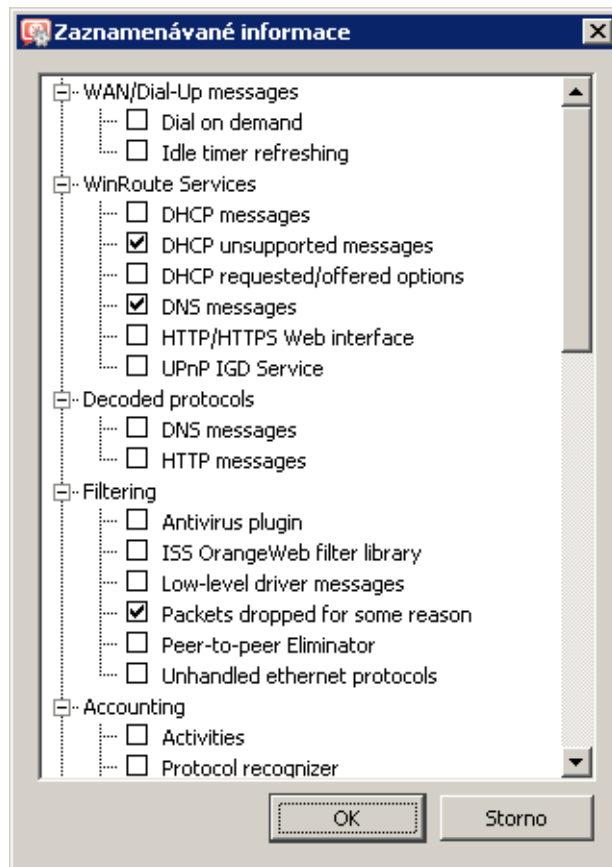 Zaznamenávané informace
WAN/Dial-Up messages
Dial on demand
Idle timer refreshing
WinRoute Services
DHCP messages
DHCP unsupported messages
DHCP requested/offered options
DNS messages
HTTP/HTTPS Web interface
UPnP IGD Service
Decoded protocols
DNS messages
HTTP messages
Filtering
Antivirus plugin
ISS OrangeWeb filter library
Low-level driver messages
Packets dropped for some reason
Peer-to-peer Eliminator
Unhandled ethernet protocols
Accounting
Activities
Protocol recognizer
OK
Storno